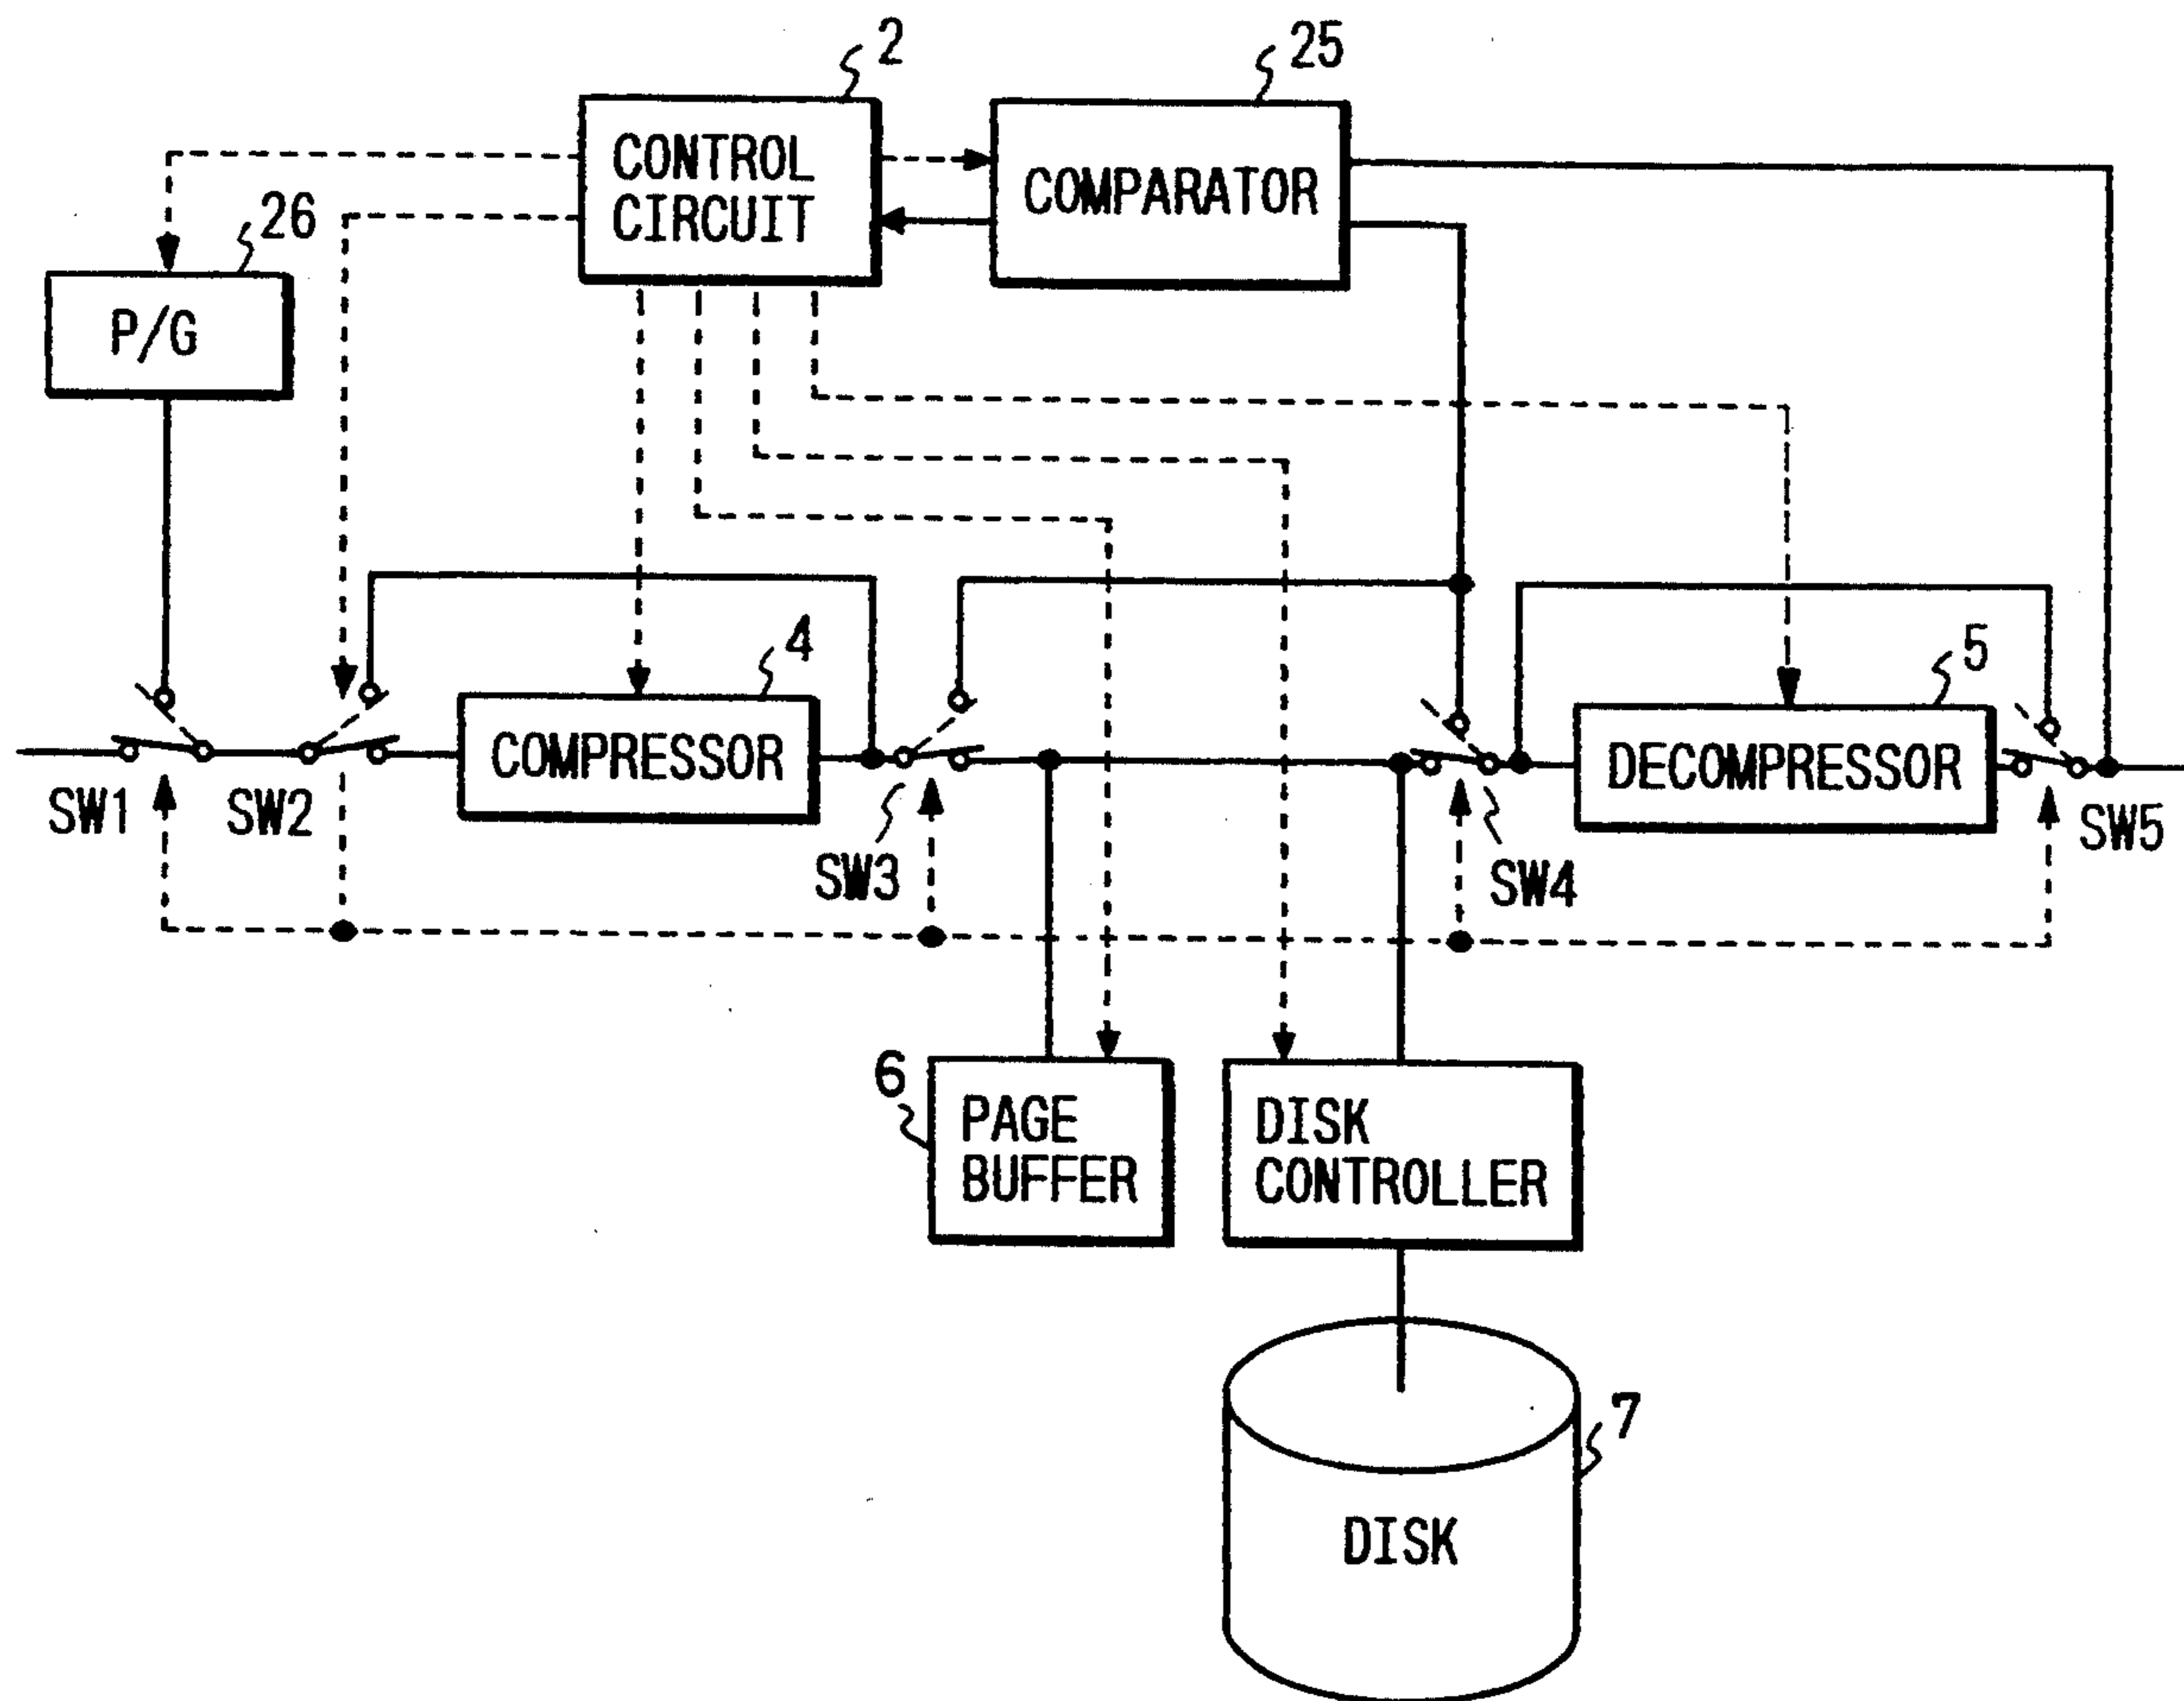 2
25
CONTROL
CIRCUIT
COMPARATOR
26
P/G
4
5
COMPRESSOR
DECOMPRESSOR
SW1
SW2
SW3
SW4
SW5
6
PAGE
BUFFER
DISK
CONTROLLER
7
DISK